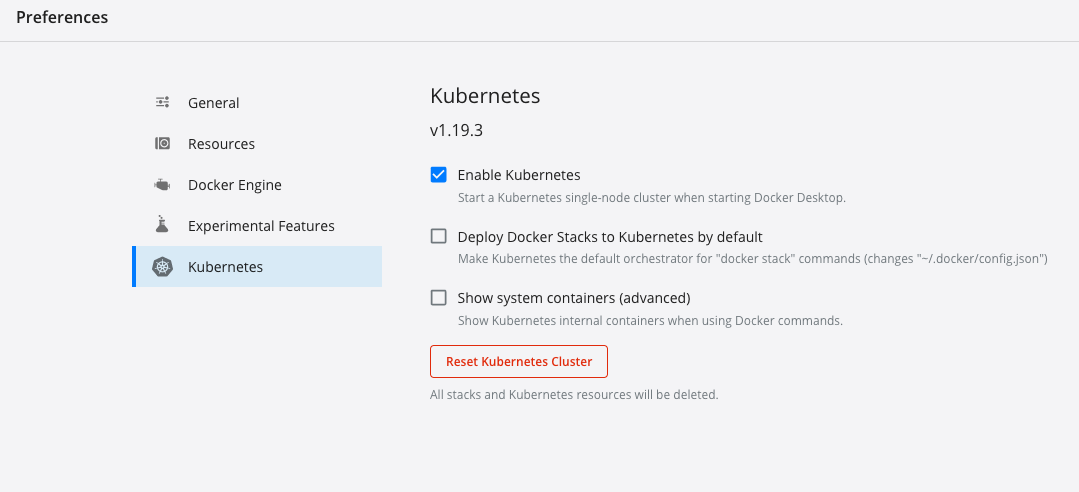 Preferences
General
Resources
Docker Engine
Experimental Features
Kubernetes
Kubernetes
v1.19.3
Enable Kubernetes
Start a Kubernetes single-node cluster when starting Docker Desktop.
Deploy Docker Stacks to Kubernetes by default
Make Kubernetes the default orchestrator for "docker stack" commands (changes "~/.docker/config.json")
Show system containers (advanced)
Show Kubernetes internal containers when using Docker commands.
Reset Kubernetes Cluster
All stacks and Kubernetes resources will be deleted.